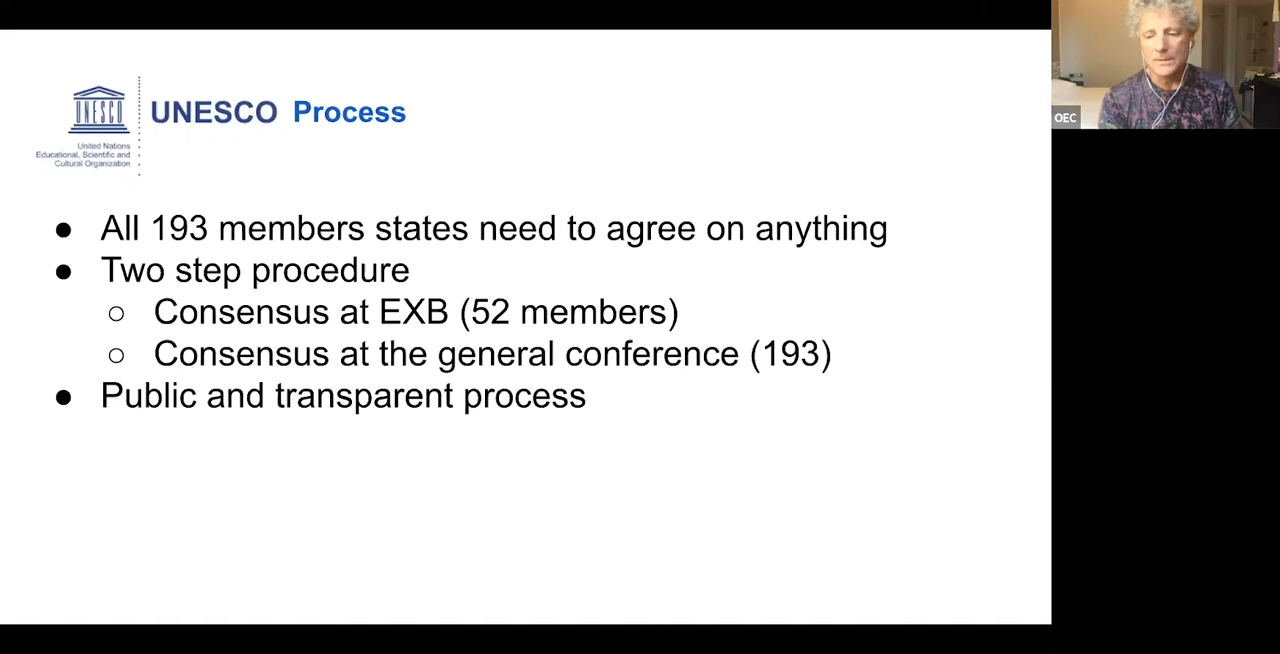 UNESCO
United Nations
Educational, Scientific and
Cultural Organization
UNESCO Process
● All 193 members states need to agree on anything
● Two step procedure
○ Consensus at EXB (52 members)
○ Consensus at the general conference (193)
● Public and transparent process
OEC